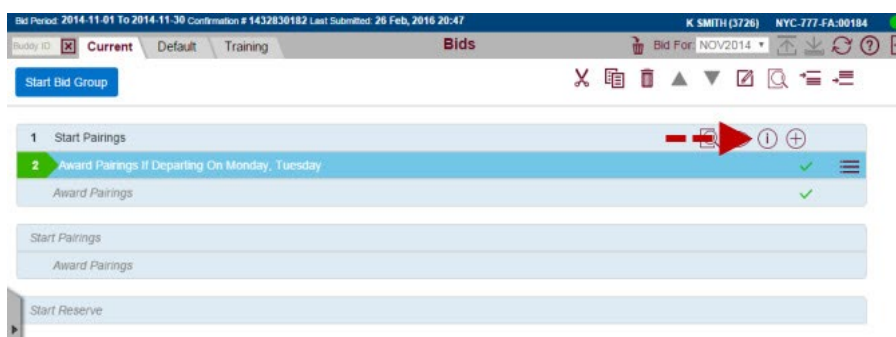 Bid Period: 2014-11-01 To 2014-11-30 Confirmation # 1432830182 Last Submitted: 26 Feb, 2016 20:47 K SMITH (3726) NYC-777-FA:00184
Buddy ID Current Default Training Bids Bid For: NOV2014
Start Bid Group
1 Start Pairings
2 Award Pairings If Departing On Monday, Tuesday
Award Pairings
Start Pairings
Award Pairings
Start Reserve